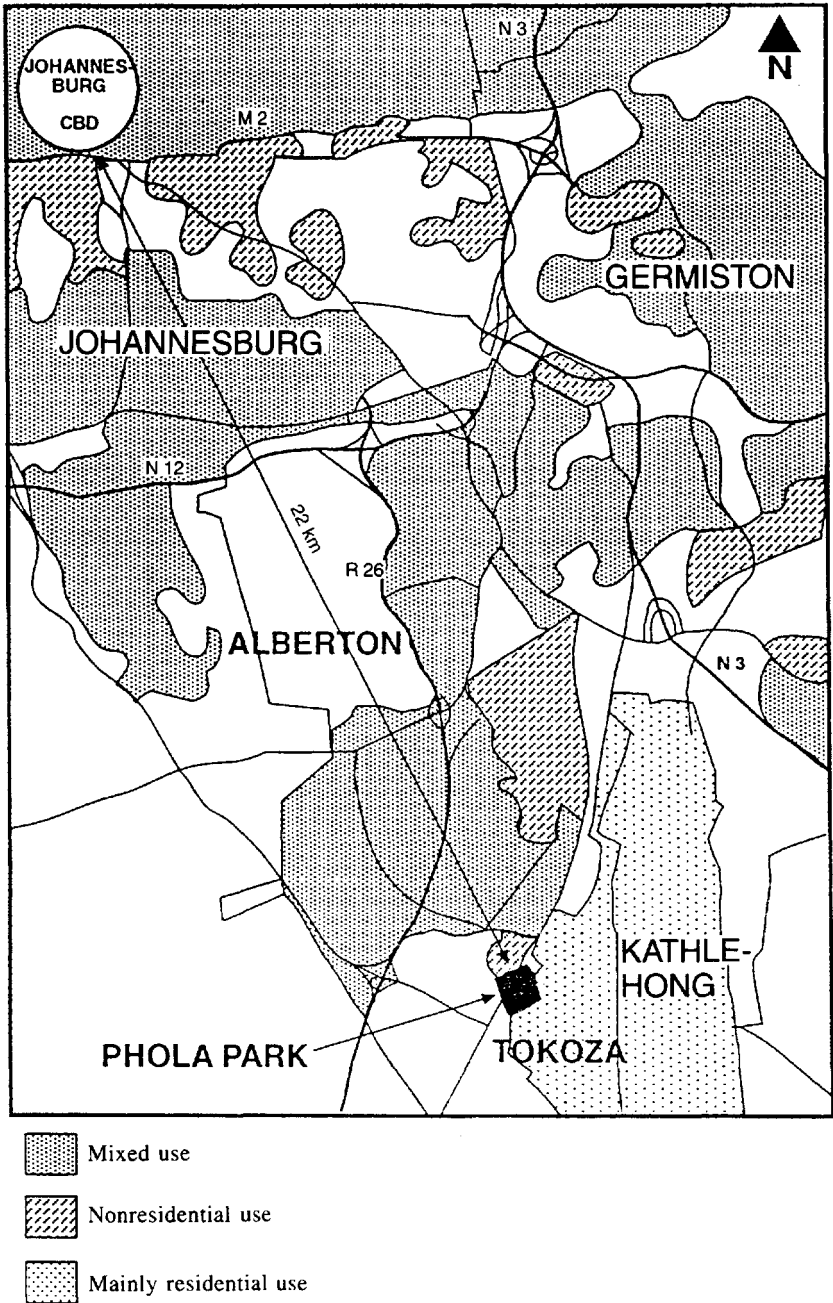 N 3
N
JOHANNES-
BURG
CBD
M 2
GERMISTON
JOHANNESBURG
N 12
22 km
R 26
ALBERTON
N 3
KATHLE-
HONG
PHOLA PARK
TOKOZA
Mixed use
Nonresidential use
Mainly residential use